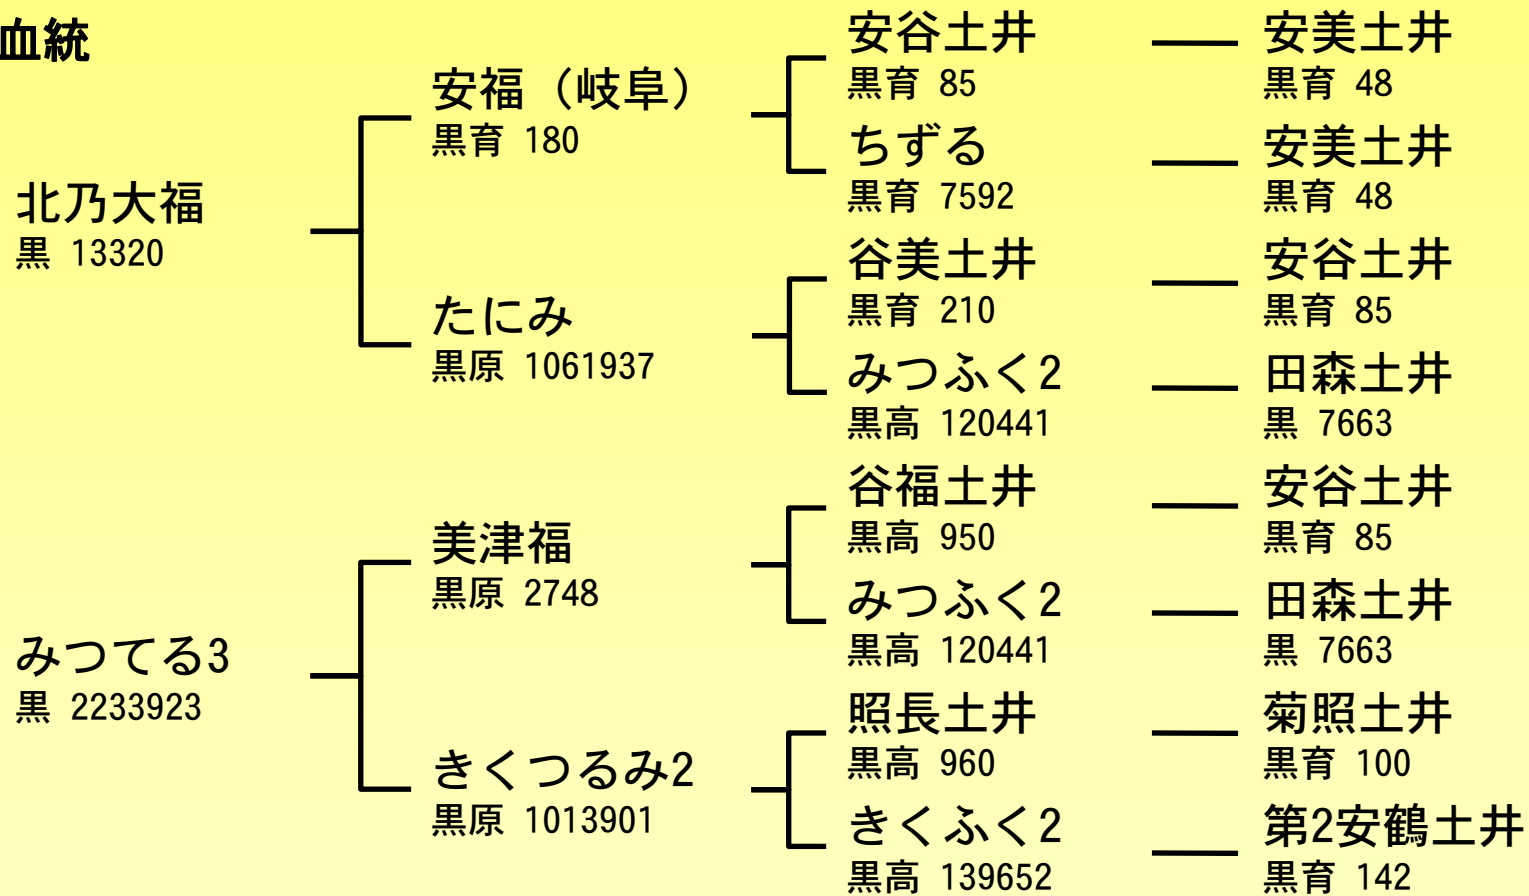 血統
北乃大福
黒 13320
安福（岐阜）
黒育 180
安谷土井
黒育 85
安美土井
黒育 48
ちずる
黒育 7592
安美土井
黒育 48
たにみ
黒原 1061937
谷美土井
黒育 210
安谷土井
黒育 85
みつふく2
黒高 120441
田森土井
黒 7663
みつてる3
黒 2233923
美津福
黒原 2748
谷福土井
黒高 950
安谷土井
黒育 85
みつふく2
黒高 120441
田森土井
黒 7663
きくつるみ2
黒原 1013901
照長土井
黒高 960
菊照土井
黒育 100
きくふく2
黒高 139652
第2安鶴土井
黒育 142